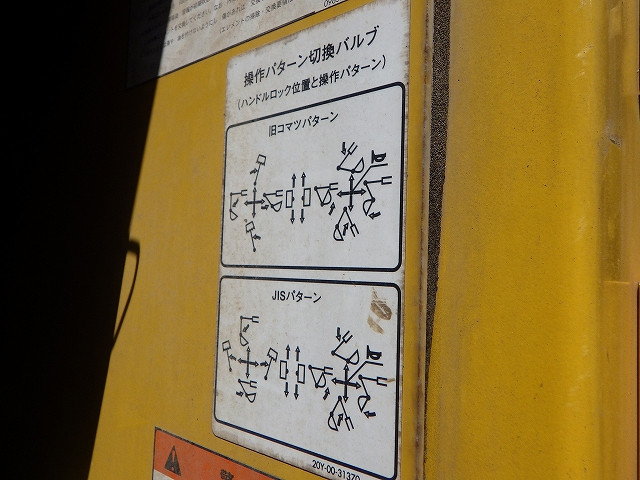 操作パターン切換バルブ
(ハンドルロック位置と操作パターン)
旧コマツパターン
JISパターン
20Y-00-31370